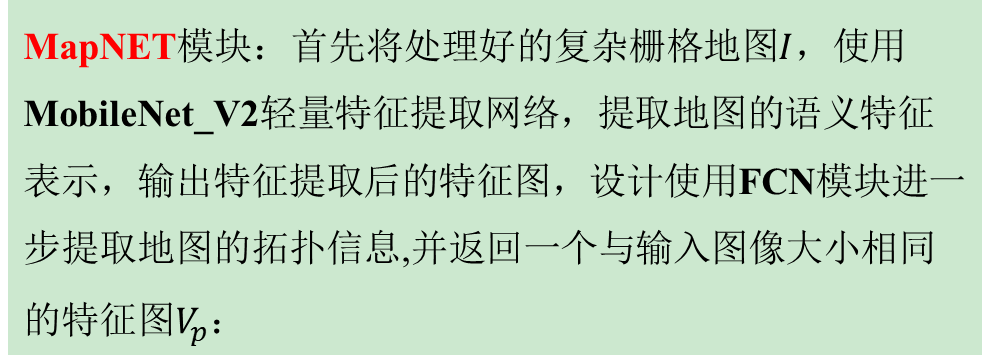 MapNET模块：首先将处理好的复杂栅格地图I，使用
MobileNet_V2轻量特征提取网络，提取地图的语义特征
表示，输出特征提取后的特征图，设计使用FCN模块进一
步提取地图的拓扑信息,并返回一个与输入图像大小相同
的特征图Vp：